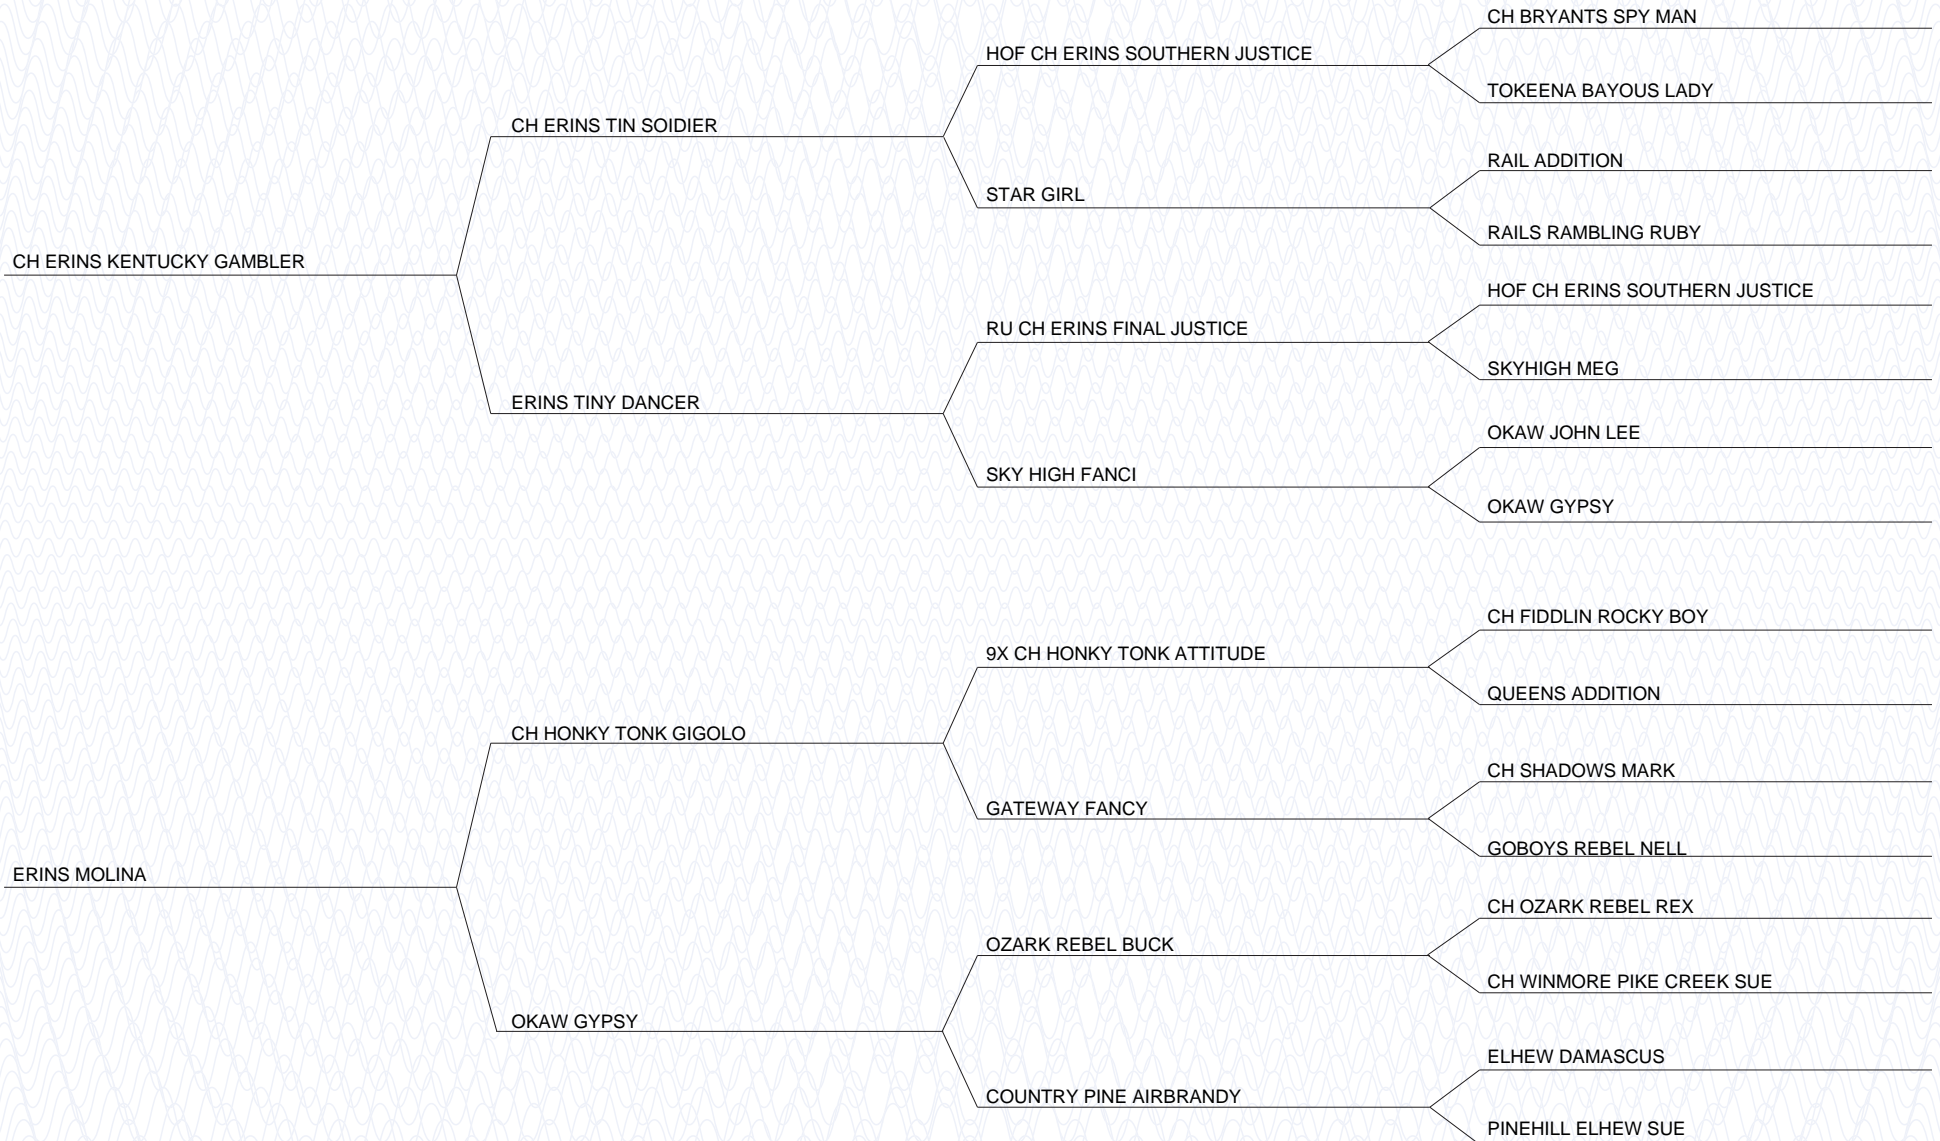 CH BRYANTS SPY MAN
HOF CH ERINS SOUTHERN JUSTICE
TOKEENA BAYOUS LADY
CH ERINS TIN SOIDIER
RAIL ADDITION
STAR GIRL
RAILS RAMBLING RUBY
CH ERINS KENTUCKY GAMBLER
HOF CH ERINS SOUTHERN JUSTICE
RU CH ERINS FINAL JUSTICE
SKYHIGH MEG
ERINS TINY DANCER
OKAW JOHN LEE
SKY HIGH FANCI
OKAW GYPSY
CH FIDDLIN ROCKY BOY
9X CH HONKY TONK ATTITUDE
QUEENS ADDITION
CH HONKY TONK GIGOLO
CH SHADOWS MARK
GATEWAY FANCY
GOBOYS REBEL NELL
ERINS MOLINA
CH OZARK REBEL REX
OZARK REBEL BUCK
CH WINMORE PIKE CREEK SUE
OKAW GYPSY
ELHEW DAMASCUS
COUNTRY PINE AIRBRANDY
PINEHILL ELHEW SUE